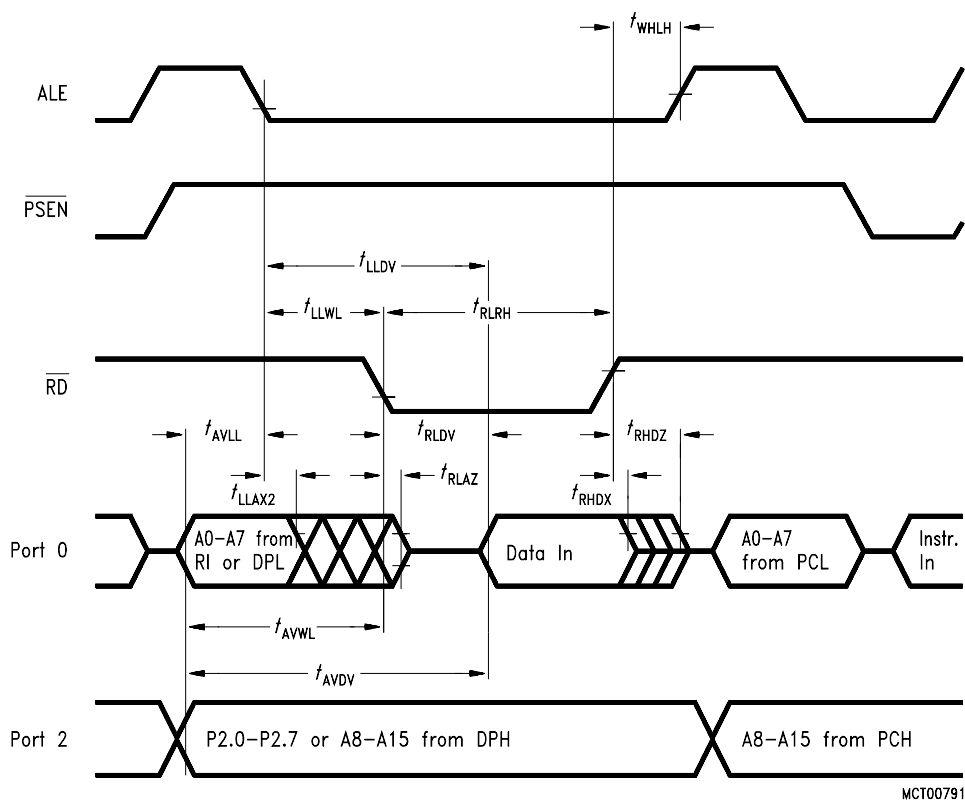 tWHLH
ALE
PSEN
tLLDV
tLLWL
tRLRH
RD
tAVLL
tRLDV
tRHDZ
tLLAX2
tRLAZ
tRHDX
Port 0
A0-A7 from
RI or DPL
Data In
A0-A7
from PCL
Instr.
In
tAVWL
tAVDV
Port 2
P2.0-P2.7 or A8-A15 from DPH
A8-A15 from PCH
MCT00791